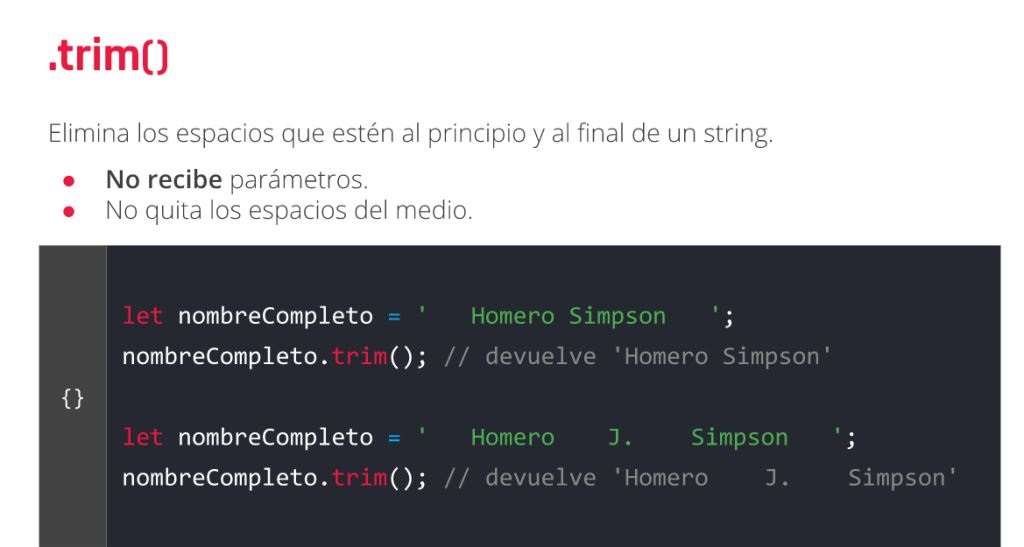 .trim()
Elimina los espacios que estén al principio y al final de un string.
● No recibe parámetros.
● No quita los espacios del medio.
let nombreCompleto = '   Homero Simpson   ';
nombreCompleto.trim(); // devuelve 'Homero Simpson'
{}
let nombreCompleto = '   Homero    J.    Simpson   ';
nombreCompleto.trim(); // devuelve 'Homero    J.    Simpson'